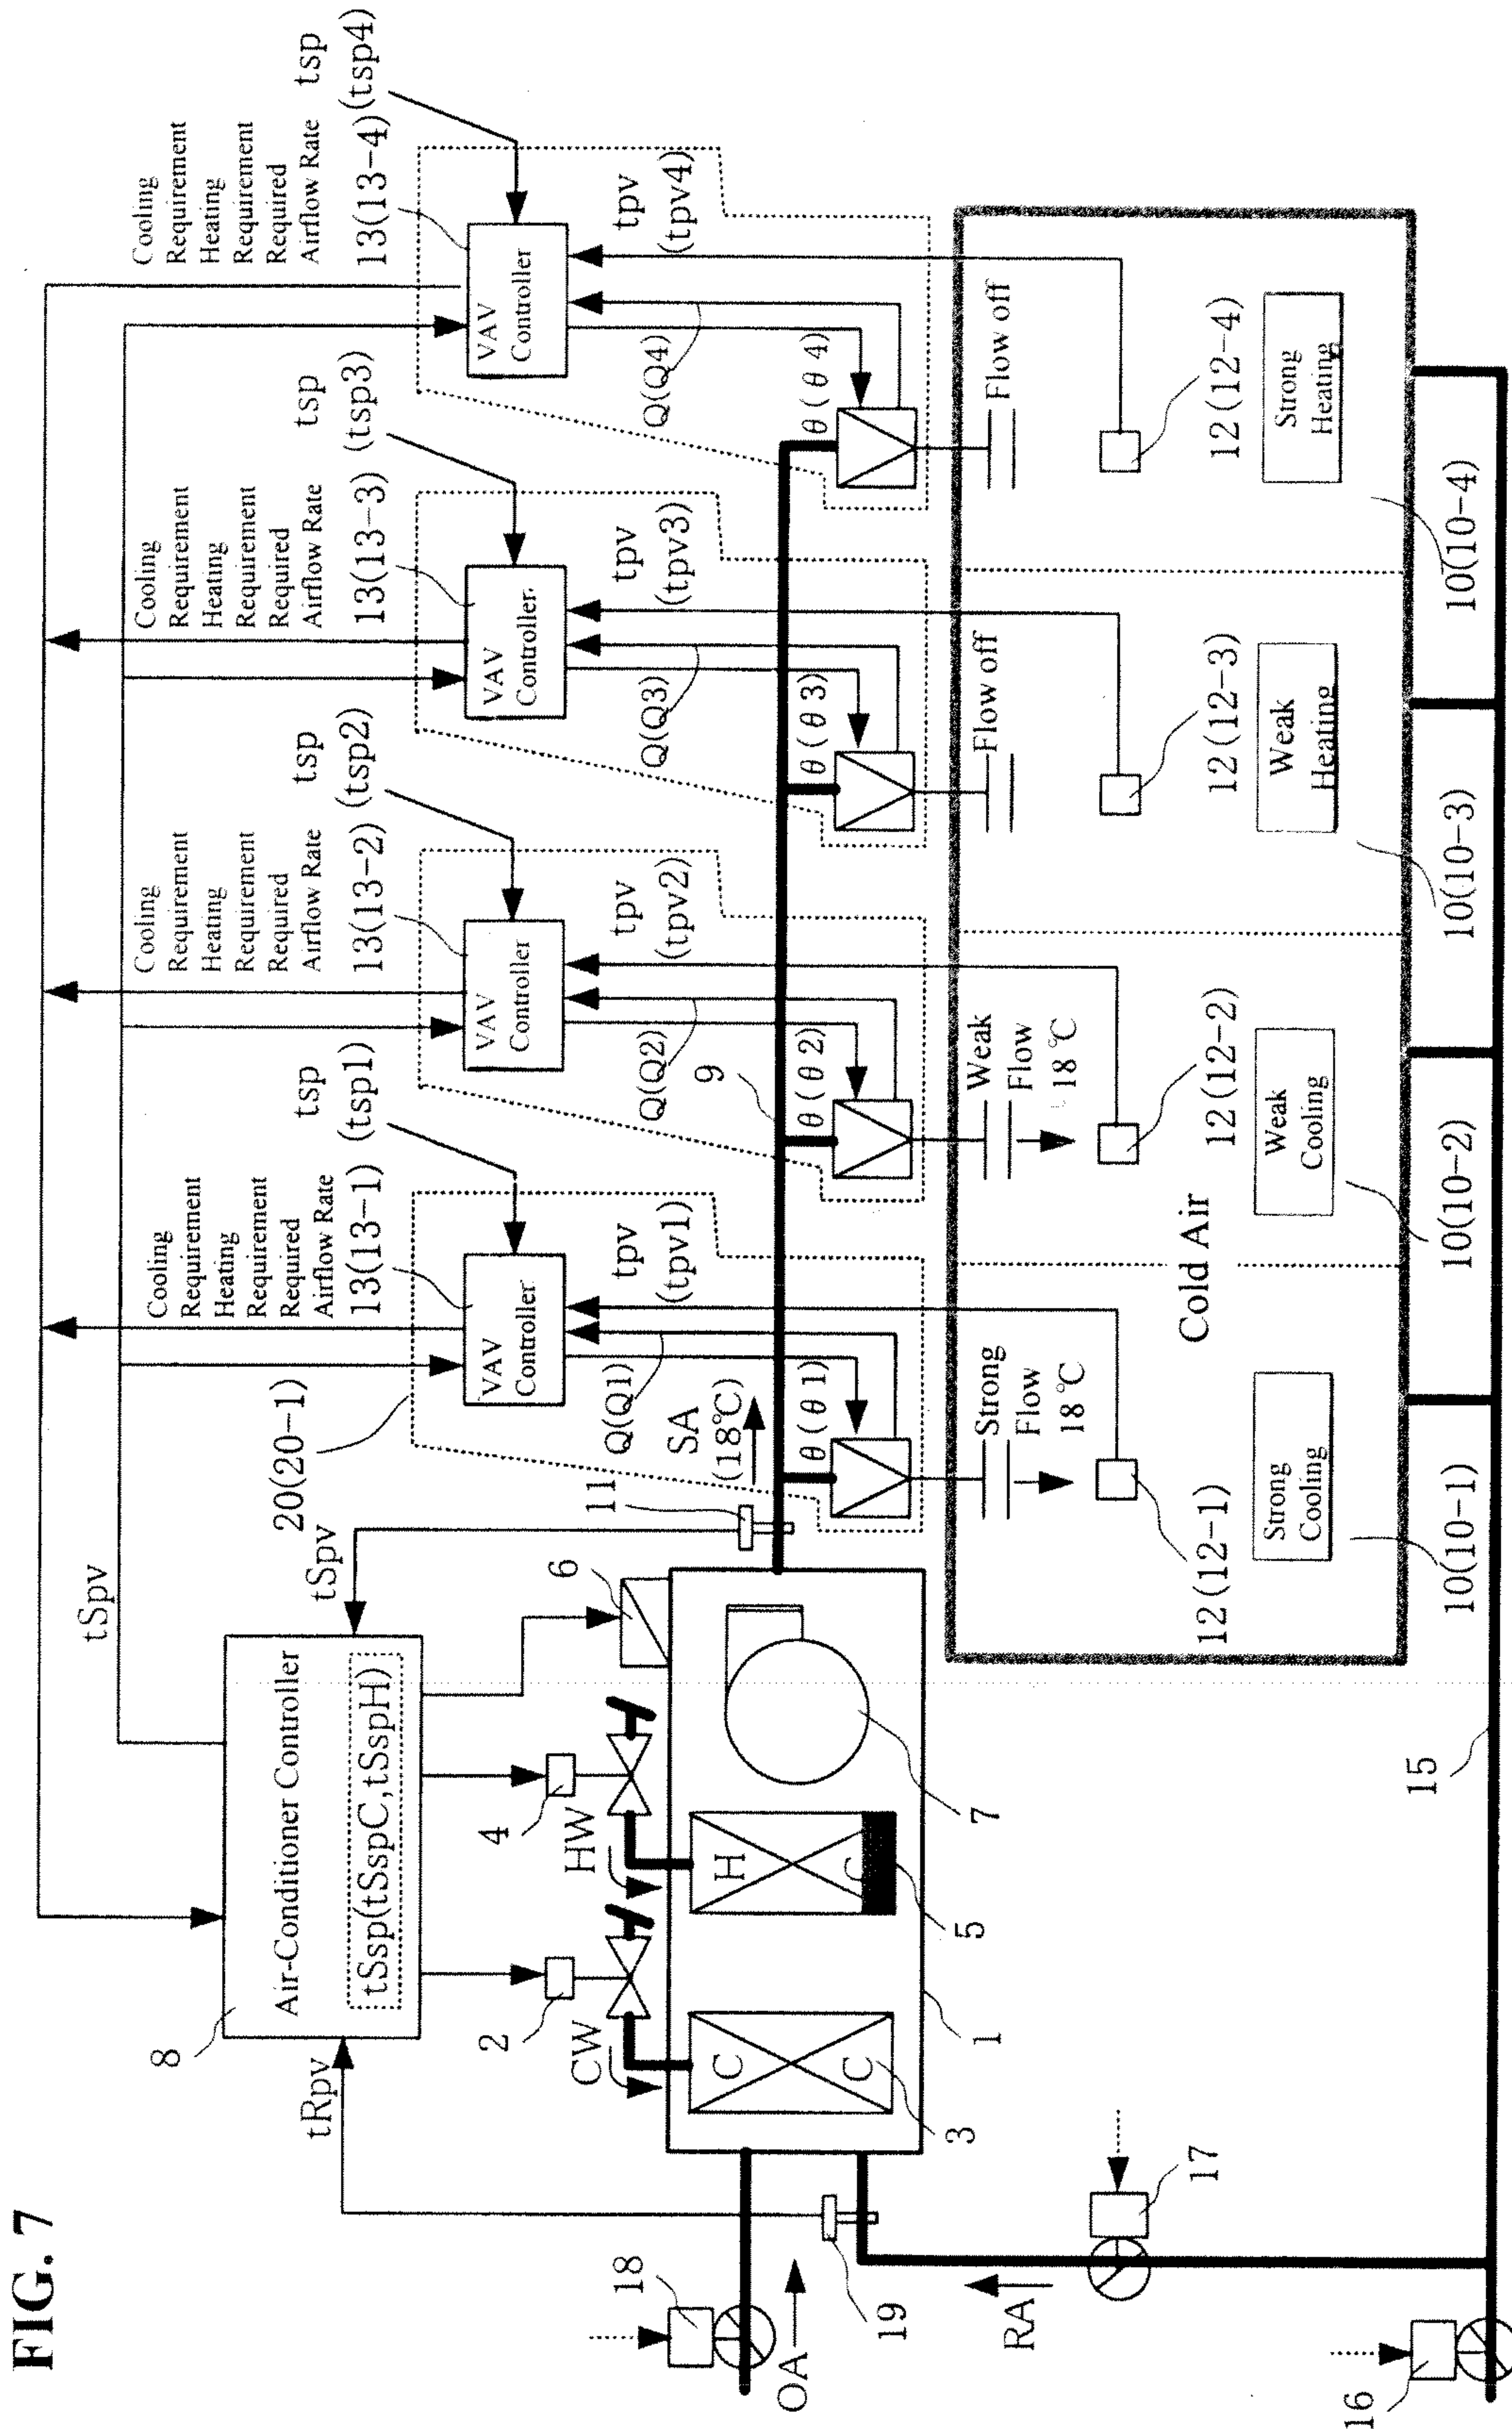 FIG. 7
8
Air-Conditioner Controller
tSsp(tSspC,tSspH)
tRpv
tSpv
tSpv
20(20-1)
Cooling
Requirement
Heating
Requirement
Required
Airflow Rate
13(13-1)
tsp
(tsp1)
VAV
Controller
tpv
(tpv1)
Q(Q1)
θ(θ1)
Cooling
Requirement
Heating
Requirement
Required
Airflow Rate
13(13-2)
tsp
(tsp2)
VAV
Controller
tpv
(tpv2)
Q(Q2)
θ(θ2)
Cooling
Requirement
Heating
Requirement
Required
Airflow Rate
13(13-3)
tsp
(tsp3)
VAV
Controller
tpv
(tpv3)
Q(Q3)
θ(θ3)
Cooling
Requirement
Heating
Requirement
Required
Airflow Rate
13(13-4)
tsp
(tsp4)
VAV
Controller
tpv
(tpv4)
Q(Q4)
θ(θ4)
2
4
6
11
CW
HW
SA
(18℃)
9
C
C
H
C
3
1
5
7
18
OA
19
RA
17
16
15
Strong
Flow
18℃
Weak
Flow
18℃
Flow off
Flow off
12(12-1)
12(12-2)
12(12-3)
12(12-4)
Cold Air
Strong
Cooling
Weak
Cooling
Weak
Heating
Strong
Heating
10(10-1)
10(10-2)
10(10-3)
10(10-4)